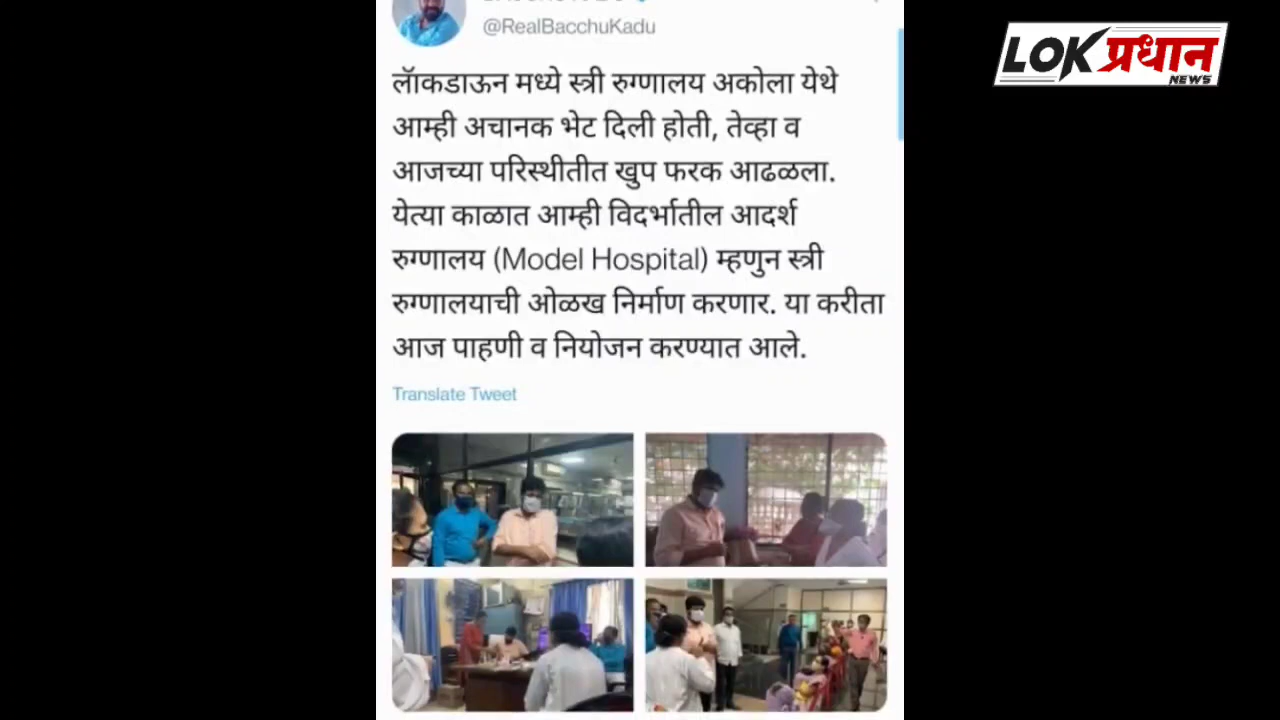 @RealBacchuKadu
LOK प्रधान
NEWS
लॅाकडाऊन मध्ये स्त्री रुग्णालय अकोला येथे
आम्ही अचानक भेट दिली होती, तेव्हा व
आजच्या परिस्थीतीत खुप फरक आढळला.
येत्या काळात आम्ही विदर्भातील आदर्श
रुग्णालय (Model Hospital) म्हणुन स्त्री
रुग्णालयाची ओळख निर्माण करणार. या करीता
आज पाहणी व नियोजन करण्यात आले.
Translate Tweet